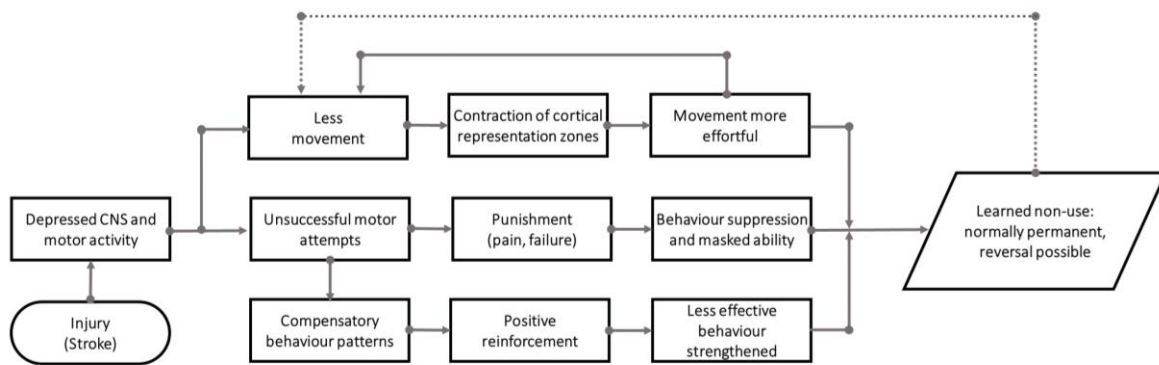 Less
movement
Contraction of cortical
representation zones
Movement more
effortful
Depressed CNS and
motor activity
Unsuccessful motor
attempts
Punishment
(pain, failure)
Behaviour suppression
and masked ability
Learned non-use:
normally permanent,
reversal possible
Injury
(Stroke)
Compensatory
behaviour patterns
Positive
reinforcement
Less effective
behaviour
strengthened